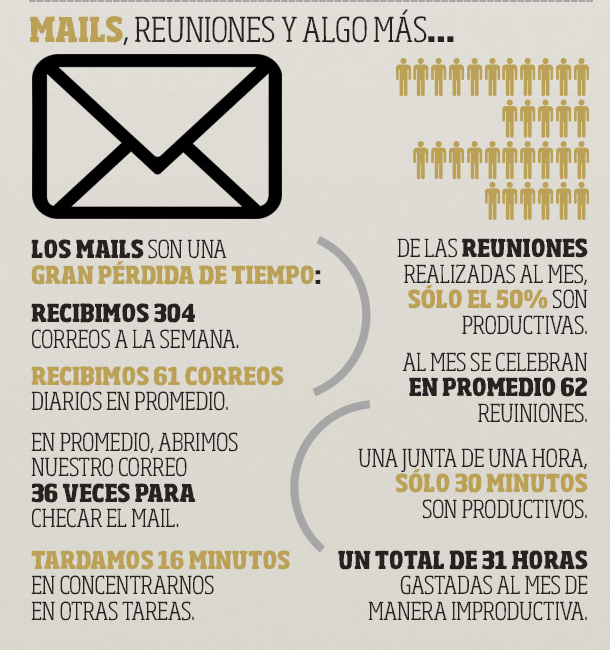 MAILS, REUNIONES Y ALGO MÁS...
LOS MAILS SON UNA
GRAN PÉRDIDA DE TIEMPO:
RECIBIMOS 304
CORREOS A LA SEMANA.
RECIBIMOS 61 CORREOS
DIARIOS EN PROMEDIO.
EN PROMEDIO, ABRIMOS
NUESTRO CORREO
36 VECES PARA
CHECAR EL MAIL.
TARDAMOS 16 MINUTOS
EN CONCENTRARNOS
EN OTRAS TAREAS.
DE LAS REUNIONES
REALIZADAS AL MES,
SÓLO EL 50% SON
PRODUCTIVAS.
AL MES SE CELEBRAN
EN PROMEDIO 62
REUINIONES.
UNA JUNTA DE UNA HORA,
SÓLO 30 MINUTOS
SON PRODUCTIVOS.
UN TOTAL DE 31 HORAS
GASTADAS AL MES DE
MANERA IMPRODUCTIVA.